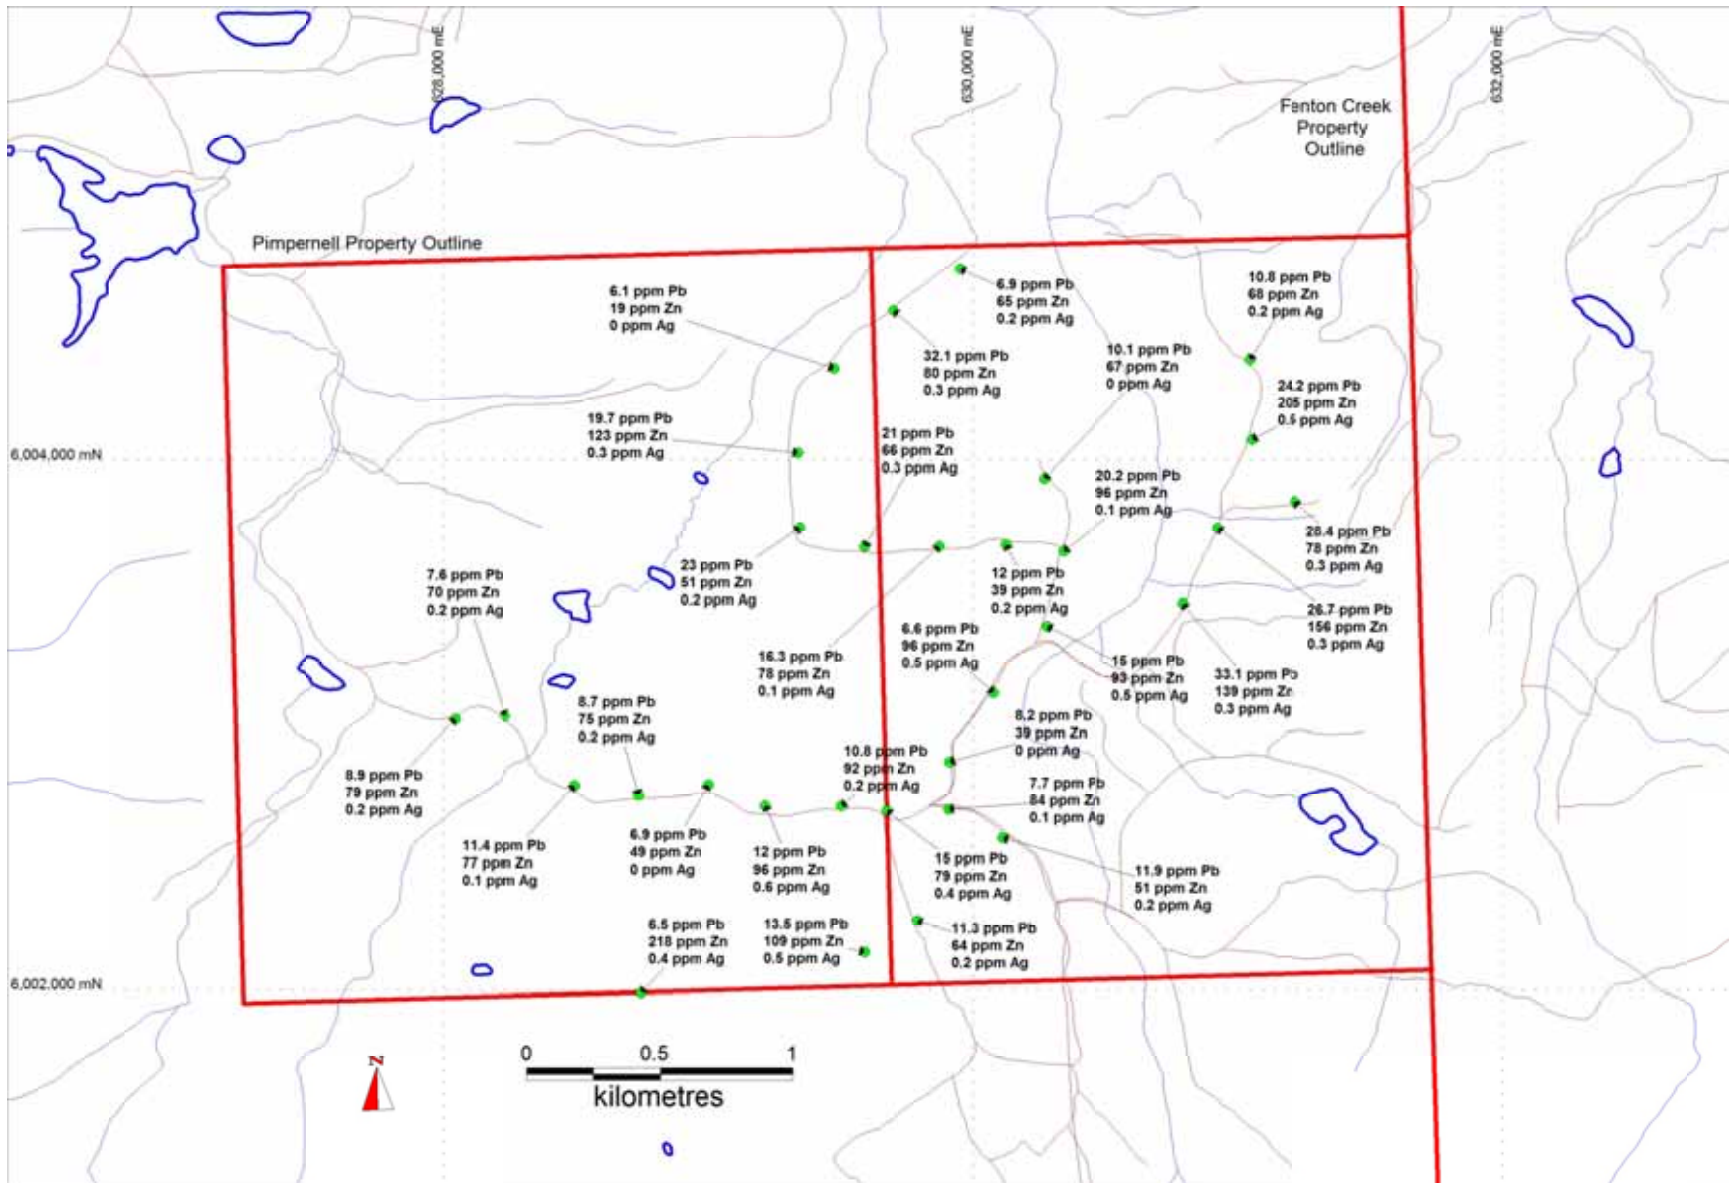 628,000 mE
630,000 mE
632,000 mE
Fenton Creek
Property
Outline
Pimpernell Property Outline
6.1 ppm Pb
19 ppm Zn
0 ppm Ag
6.9 ppm Pb
65 ppm Zn
0.2 ppm Ag
10.8 ppm Pb
68 ppm Zn
0.2 ppm Ag
32.1 ppm Pb
80 ppm Zn
0.3 ppm Ag
10.1 ppm Pb
67 ppm Zn
0 ppm Ag
24.2 ppm Pb
205 ppm Zn
0.5 ppm Ag
19.7 ppm Pb
123 ppm Zn
0.3 ppm Ag
21 ppm Pb
66 ppm Zn
0.3 ppm Ag
6,004,000 mN
20.2 ppm Pb
96 ppm Zn
0.1 ppm Ag
28.4 ppm Pb
78 ppm Zn
0.3 ppm Ag
23 ppm Pb
51 ppm Zn
0.2 ppm Ag
7.6 ppm Pb
70 ppm Zn
0.2 ppm Ag
12 ppm Pb
39 ppm Zn
0.2 ppm Ag
26.7 ppm Pb
156 ppm Zn
0.3 ppm Ag
6.6 ppm Pb
96 ppm Zn
0.5 ppm Ag
16.3 ppm Pb
78 ppm Zn
0.1 ppm Ag
15 ppm Pb
93 ppm Zn
0.5 ppm Ag
33.1 ppm Pb
139 ppm Zn
0.3 ppm Ag
8.7 ppm Pb
75 ppm Zn
0.2 ppm Ag
8.2 ppm Pb
39 ppm Zn
0 ppm Ag
10.8 ppm Pb
92 ppm Zn
0.2 ppm Ag
8.9 ppm Pb
79 ppm Zn
0.2 ppm Ag
7.7 ppm Pb
84 ppm Zn
0.1 ppm Ag
11.4 ppm Pb
77 ppm Zn
0.1 ppm Ag
6.9 ppm Pb
49 ppm Zn
0 ppm Ag
12 ppm Pb
96 ppm Zn
0.6 ppm Ag
15 ppm Pb
79 ppm Zn
0.4 ppm Ag
11.9 ppm Pb
51 ppm Zn
0.2 ppm Ag
6.5 ppm Pb
218 ppm Zn
0.4 ppm Ag
13.5 ppm Pb
109 ppm Zn
0.5 ppm Ag
11.3 ppm Pb
64 ppm Zn
0.2 ppm Ag
6,002,000 mN
N
0 0.5 1
kilometres